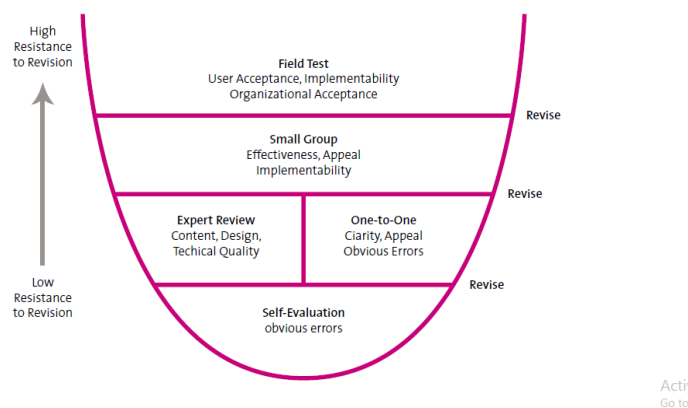 High
Resistance
to Revision
Field Test
User Acceptance, Implementability
Organizational Acceptance
Revise
Small Group
Effectiveness, Appeal
Implementability
Revise
Expert Review
Content, Design,
Techical Quality
One-to-One
Ciarity, Appeal
Obvious Errors
Revise
Low
Resistance
to Revision
Self-Evaluation
obvious errors
Activ
Go to